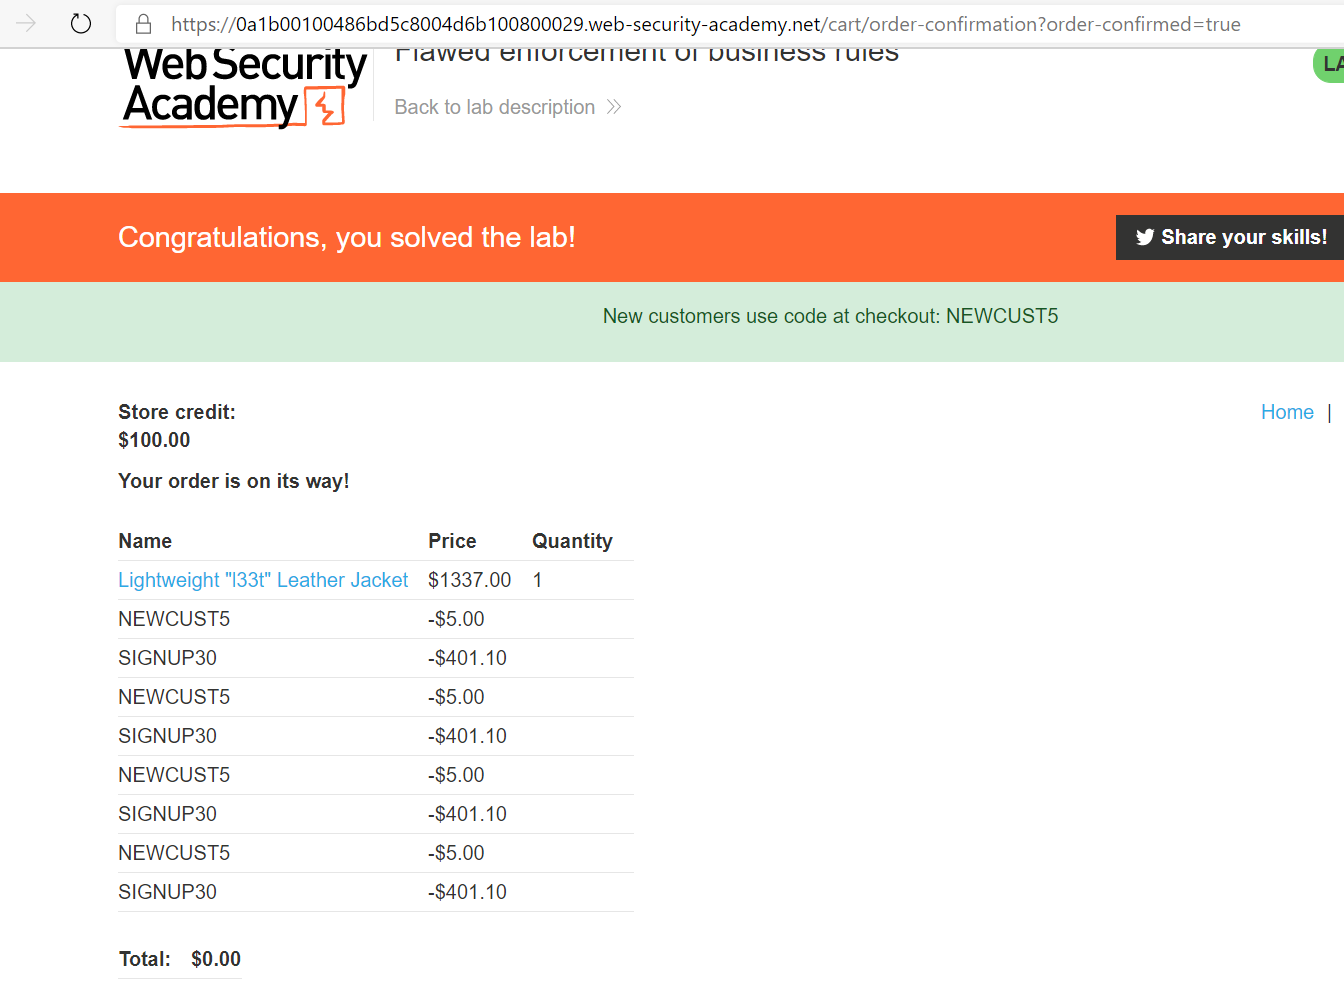 https://0a1b00100486bd5c8004d6b100800029.web-security-academy.net/cart/order-confirmation?order-confirmed=true
Web Security
Academy
Flawed enforcement of business rules
LA
Back to lab description
Congratulations, you solved the lab!
Share your skills!
New customers use code at checkout: NEWCUST5
Store credit:
$100.00
Home |
Your order is on its way!
Name Price Quantity
Lightweight "l33t" Leather Jacket $1337.00 1
NEWCUST5 -$5.00
SIGNUP30 -$401.10
NEWCUST5 -$5.00
SIGNUP30 -$401.10
NEWCUST5 -$5.00
SIGNUP30 -$401.10
NEWCUST5 -$5.00
SIGNUP30 -$401.10
Total: $0.00